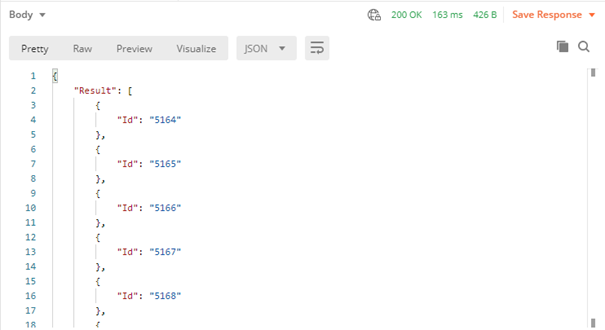 Body 200 OK 163 ms 426 B Save Response
Pretty Raw Preview Visualize JSON
1 {
2     "Result": [
3         {
4             "Id": "5164"
5         },
6         {
7             "Id": "5165"
8         },
9         {
10             "Id": "5166"
11         },
12         {
13             "Id": "5167"
14         },
15         {
16             "Id": "5168"
17         },
18         {